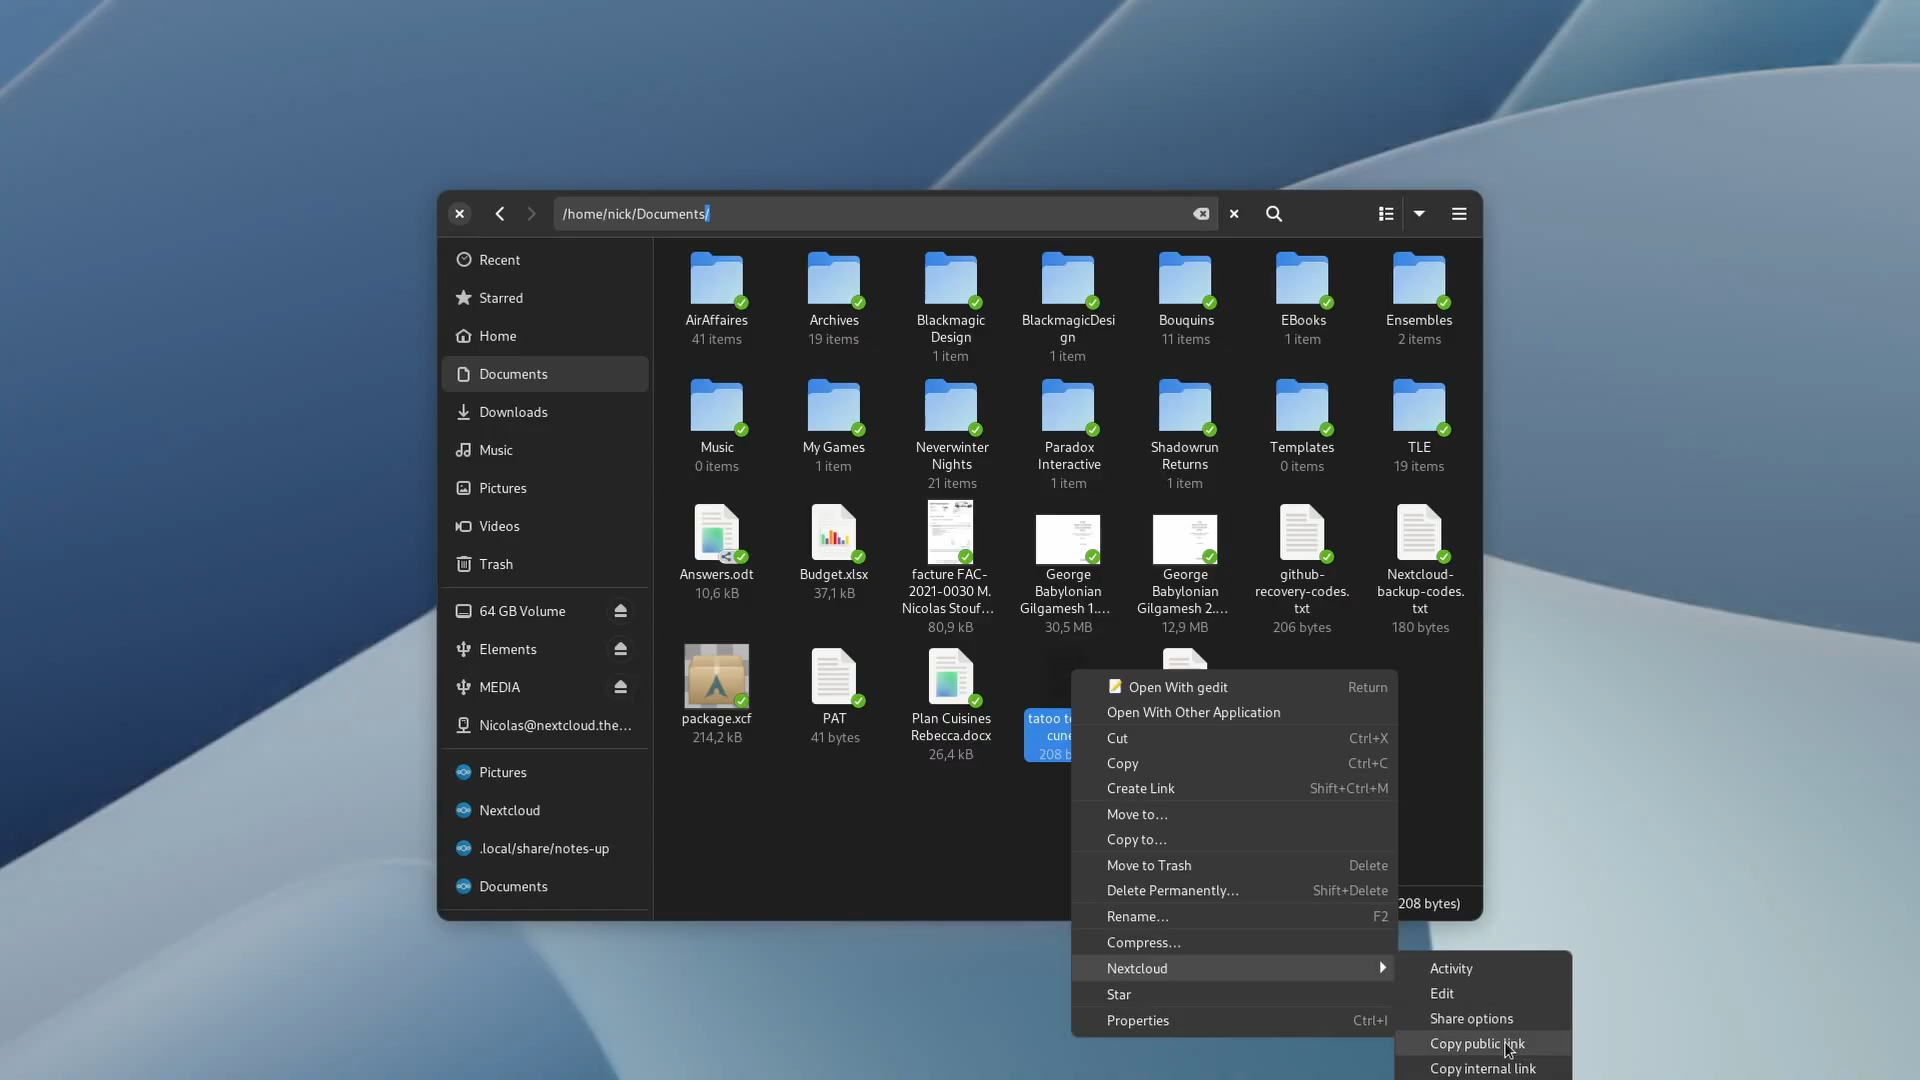 /home/nick/Documents/
Recent
Starred
Home
Documents
Downloads
Music
Pictures
Videos
Trash
64 GB Volume
Elements
MEDIA
Nicolas@nextcloud.the...
Pictures
Nextcloud
.local/share/notes-up
Documents
AirAffaires
41 items
Archives
19 items
Blackmagic
Design
1 item
BlackmagicDesi
gn
1 item
Bouquins
11 items
EBooks
1 item
Ensembles
2 items
Music
0 items
My Games
1 item
Neverwinter
Nights
21 items
Paradox
Interactive
1 item
Shadowrun
Returns
1 item
Templates
0 items
TLE
19 items
Answers.odt
10,6 kB
Budget.xlsx
37,1 kB
facture FAC-
2021-0030 M.
Nicolas Stouf...
80,9 kB
George
Babylonian
Gilgamesh 1....
30,5 MB
George
Babylonian
Gilgamesh 2....
12,9 MB
github-
recovery-codes.
txt
206 bytes
Nextcloud-
backup-codes.
txt
180 bytes
package.xcf
214,2 kB
PAT
41 bytes
Plan Cuisines
Rebecca.docx
26,4 kB
tatoo
208
208 bytes)
Open With gedit Return
Open With Other Application
Cut Ctrl+X
Copy Ctrl+C
Create Link Shift+Ctrl+M
Move to...
Copy to...
Move to Trash Delete
Delete Permanently... Shift+Delete
Rename... F2
Compress...
Nextcloud
Star
Properties Ctrl+I
Activity
Edit
Share options
Copy public link
Copy internal link